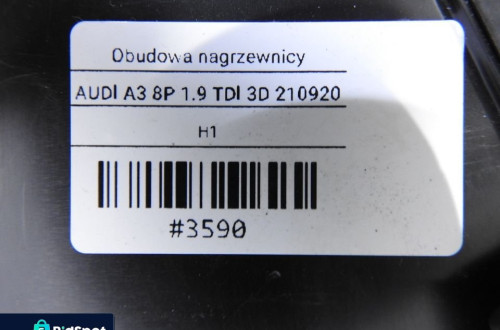 Obudowa nagrzewnicy
AUDI A3 8P 1.9 TDI 3D 210920
H1
#3590